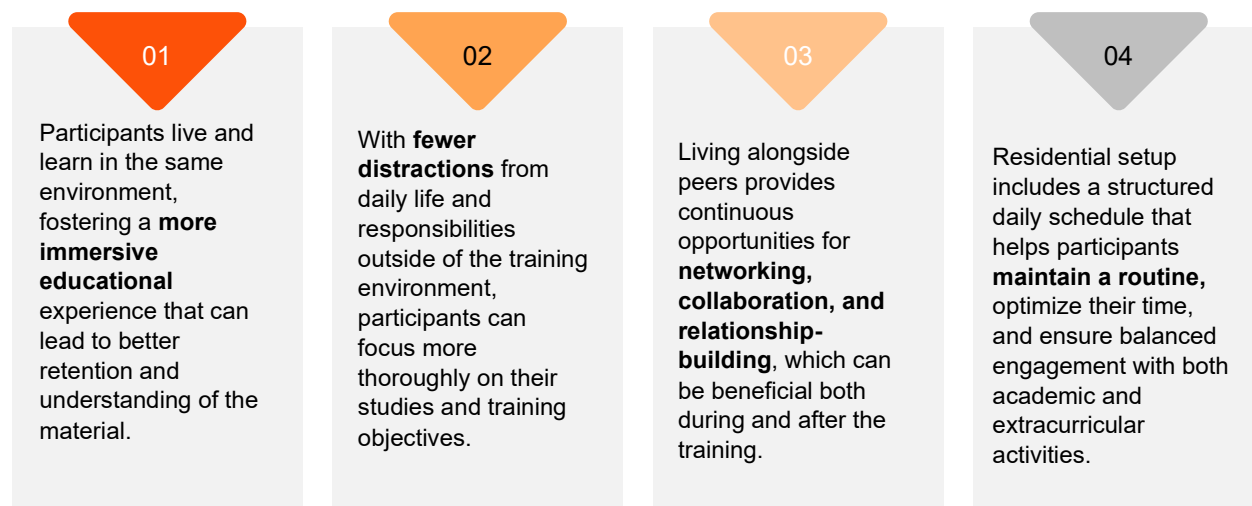 01
Participants live and
learn in the same
environment,
fostering a more
immersive
educational
experience that can
lead to better
retention and
understanding of the
material.
02
With fewer
distractions from
daily life and
responsibilities
outside of the training
environment,
participants can
focus more
thoroughly on their
studies and training
objectives.
03
Living alongside
peers provides
continuous
opportunities for
networking,
collaboration, and
relationship-
building, which can
be beneficial both
during and after the
training.
04
Residential setup
includes a structured
daily schedule that
helps participants
maintain a routine,
optimize their time,
and ensure balanced
engagement with both
academic and
extracurricular
activities.